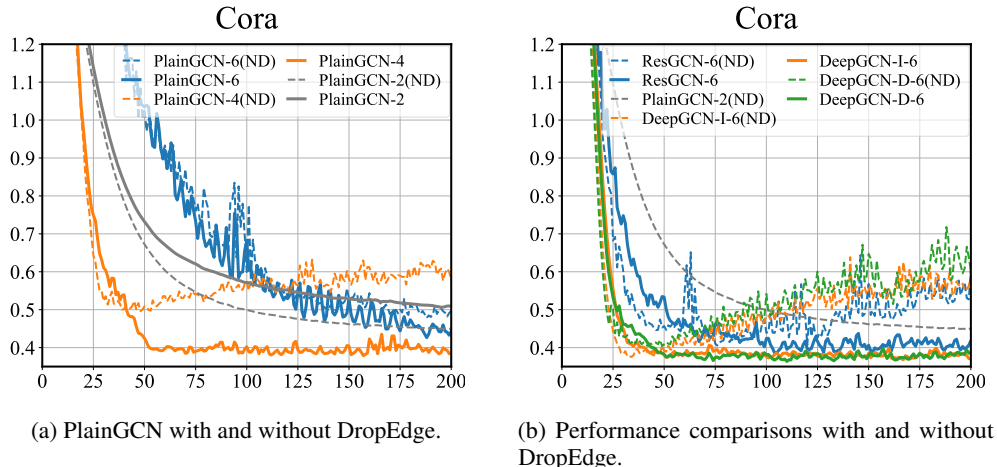 Cora
1.2
1.0
0.9
0.8
0.7
0.6
0.5
0.4
0 25 50 75 100 125 150 175 200
PlainGCN-6(ND)
PlainGCN-6
PlainGCN-4(ND)
PlainGCN-4
PlainGCN-2(ND)
PlainGCN-2
(a) PlainGCN with and without DropEdge.
Cora
1.2
1.0
0.9
0.8
0.7
0.6
0.5
0.4
0 25 50 75 100 125 150 175 200
ResGCN-6(ND)
ResGCN-6
PlainGCN-2(ND)
DeepGCN-I-6(ND)
DeepGCN-I-6
DeepGCN-D-6(ND)
DeepGCN-D-6
(b) Performance comparisons with and without
DropEdge.